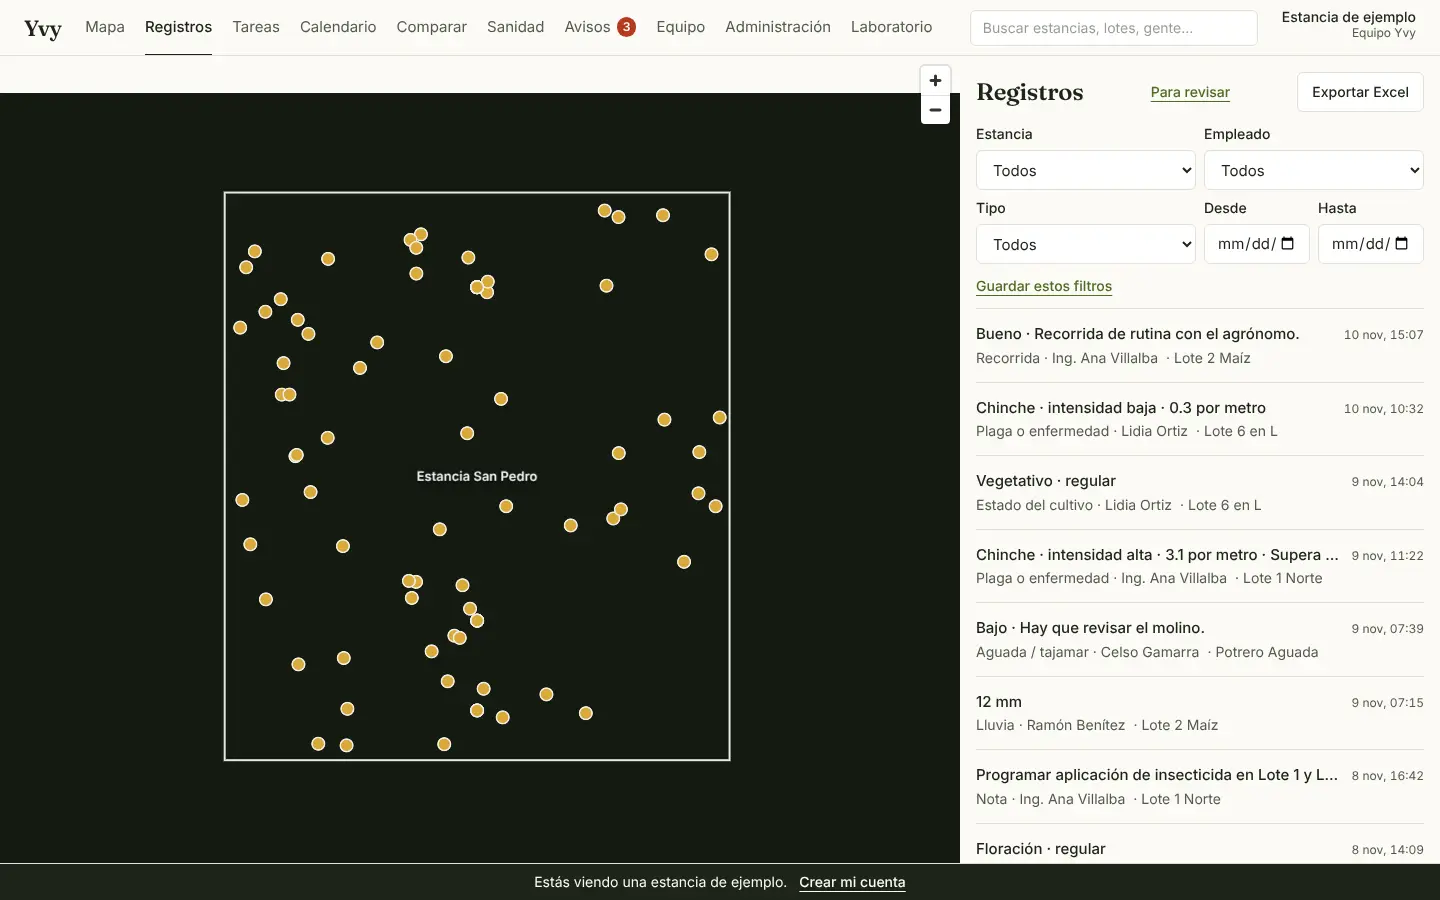 Yvy Mapa Registros Tareas Calendario Comparar Sanidad Avisos 3 Equipo Administración Laboratorio Buscar estancias, lotes, gente... Estancia de ejemplo
Equipo Yvy
+
−
Estancia San Pedro
Registros Para revisar Exportar Excel
Estancia Empleado
Todos Todos
Tipo Desde Hasta
Todos mm/dd/ mm/dd/
Guardar estos filtros
Bueno · Recorrida de rutina con el agrónomo. 10 nov, 15:07
Recorrida · Ing. Ana Villalba · Lote 2 Maíz
Chinche · intensidad baja · 0.3 por metro 10 nov, 10:32
Plaga o enfermedad · Lidia Ortiz · Lote 6 en L
Vegetativo · regular 9 nov, 14:04
Estado del cultivo · Lidia Ortiz · Lote 6 en L
Chinche · intensidad alta · 3.1 por metro · Supera ... 9 nov, 11:22
Plaga o enfermedad · Ing. Ana Villalba · Lote 1 Norte
Bajo · Hay que revisar el molino. 9 nov, 07:39
Aguada / tajamar · Celso Gamarra · Potrero Aguada
12 mm 9 nov, 07:15
Lluvia · Ramón Benítez · Lote 2 Maíz
Programar aplicación de insecticida en Lote 1 y L... 8 nov, 16:42
Nota · Ing. Ana Villalba · Lote 1 Norte
Floración · regular 8 nov, 14:09
Estás viendo una estancia de ejemplo. Crear mi cuenta